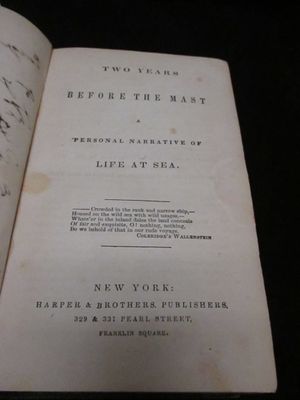 TWO YEARS
BEFORE THE MAST
A
PERSONAL NARRATIVE OF
LIFE AT SEA.
——Crowded in the rank and narrow ship,—
Housed on the wild sea with wild usages,—
Whate'er in the inland dales the land conceals
Of fair and exquisite, O! nothing, nothing,
Do we behold of that in our rude voyage.
COLERIDGE'S WALLENSTEIN
NEW YORK:
HARPER & BROTHERS, PUBLISHERS,
329 & 331 PEARL STREET,
FRANKLIN SQUARE.